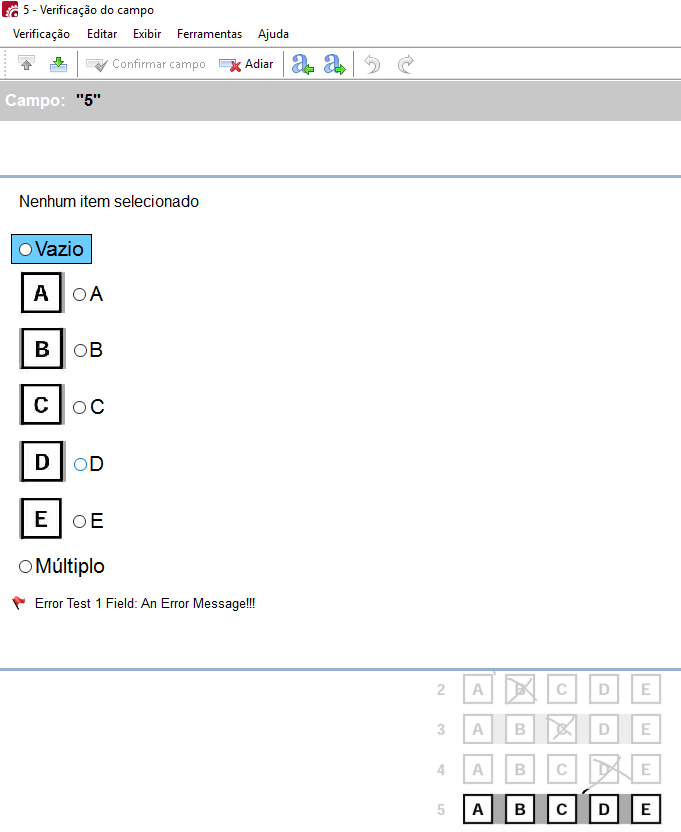 5 - Verificação do campo
Verificação Editar Exibir Ferramentas Ajuda
Confirmar campo Adiar a a
Campo: "5"
Nenhum item selecionado
Vazio
A A
B B
C C
D D
E E
Múltiplo
Error Test 1 Field: An Error Message!!!
2 A B C D E
3 A B C D E
4 A B C D E
5 A B C D E